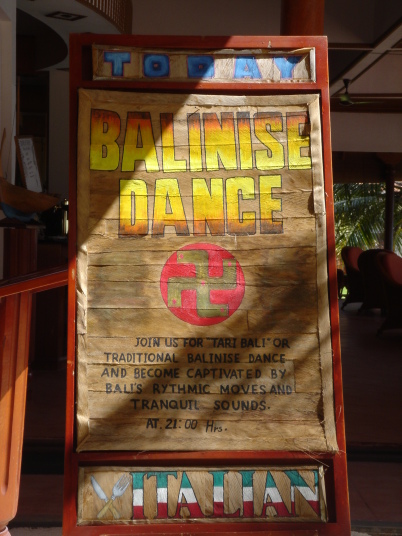 TODAY
BALINISE
DANCE
JOIN US FOR "TARI BALI" OR
TRADITIONAL BALINISE DANCE
AND BECOME CAPTIVATED BY
BALI'S RYTHMIC MOVES AND
TRANQUIL SOUNDS.
AT. 21:00 Hrs.
ITALIAN